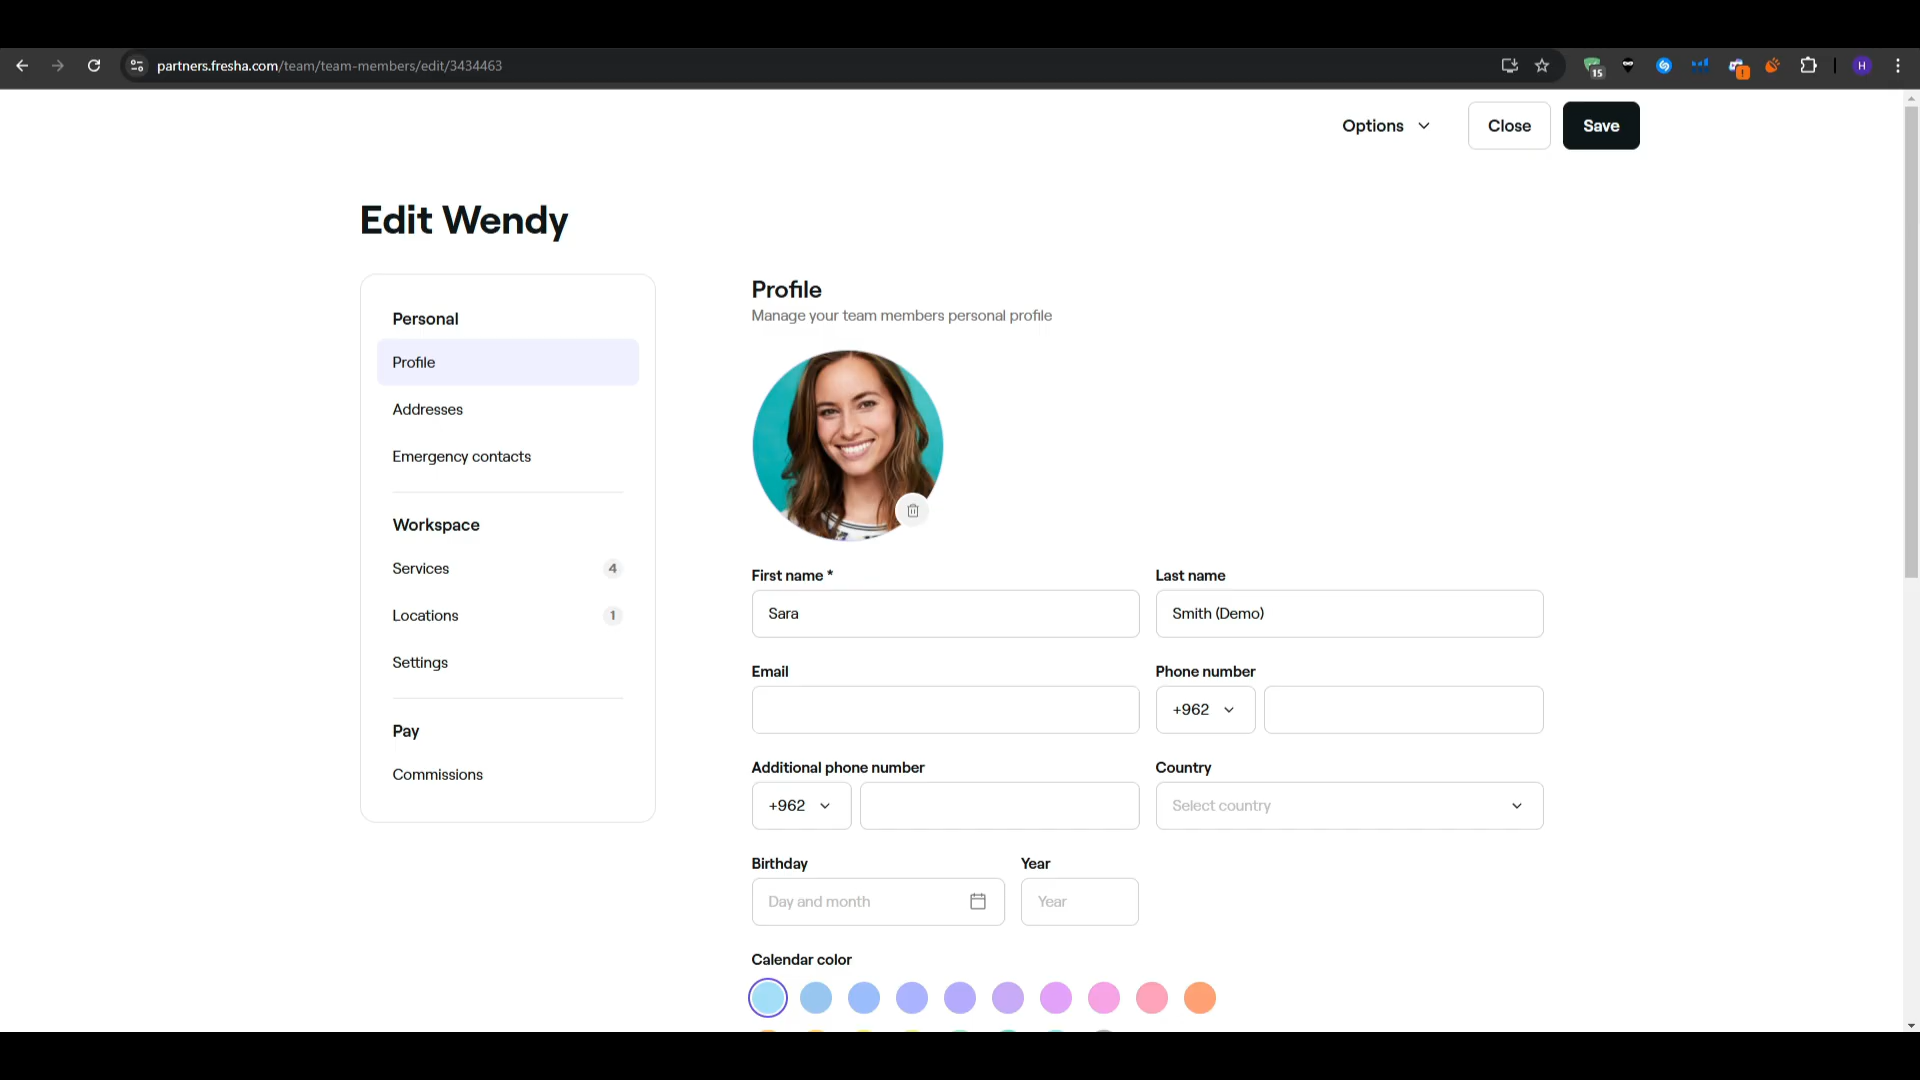 partners.fresha.com/team/team-members/edit/3434463
15
H
Options
Close
Save
Edit Wendy
Personal
Profile
Addresses
Emergency contacts
Workspace
Services
4
Locations
1
Settings
Pay
Commissions
Profile
Manage your team members personal profile
First name *
Last name
Sara
Smith (Demo)
Email
Phone number
+962
Additional phone number
Country
+962
Select country
Birthday
Year
Day and month
Year
Calendar color